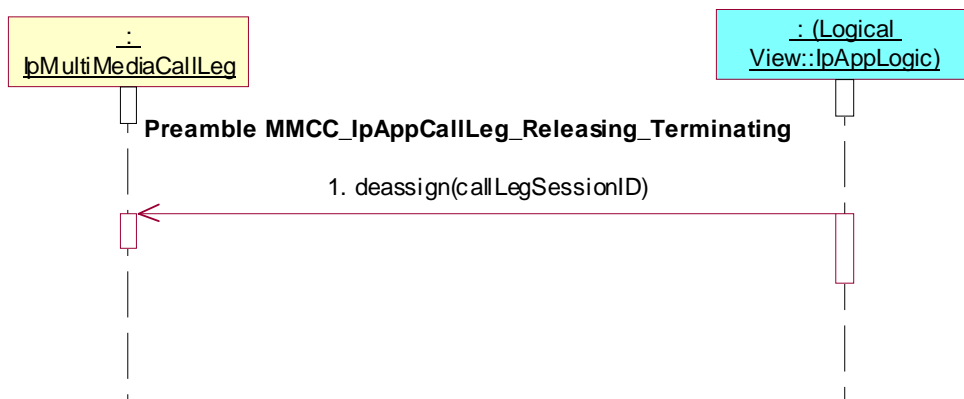 :
IpMultiMediaCallLeg
: (Logical
View::IpAppLogic)
Preamble MMCC_IpAppCallLeg_Releasing_Terminating
1. deassign(callLegSessionID)